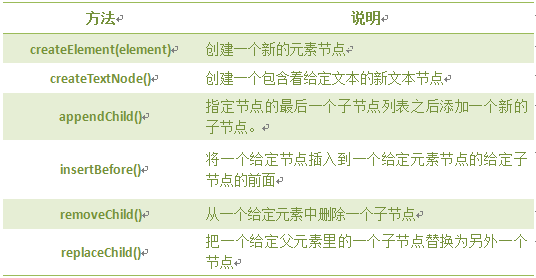 方法 说明
createElement(element) 创建一个新的元素节点
createTextNode() 创建一个包含着给定文本的新文本节点
appendChild() 指定节点的最后一个子节点列表之后添加一个新的
子节点。
insertBefore() 将一个给定节点插入到一个给定元素节点的给定子
节点的前面
removeChild() 从一个给定元素中删除一个子节点
replaceChild() 把一个给定父元素里的一个子节点替换为另外一个
节点